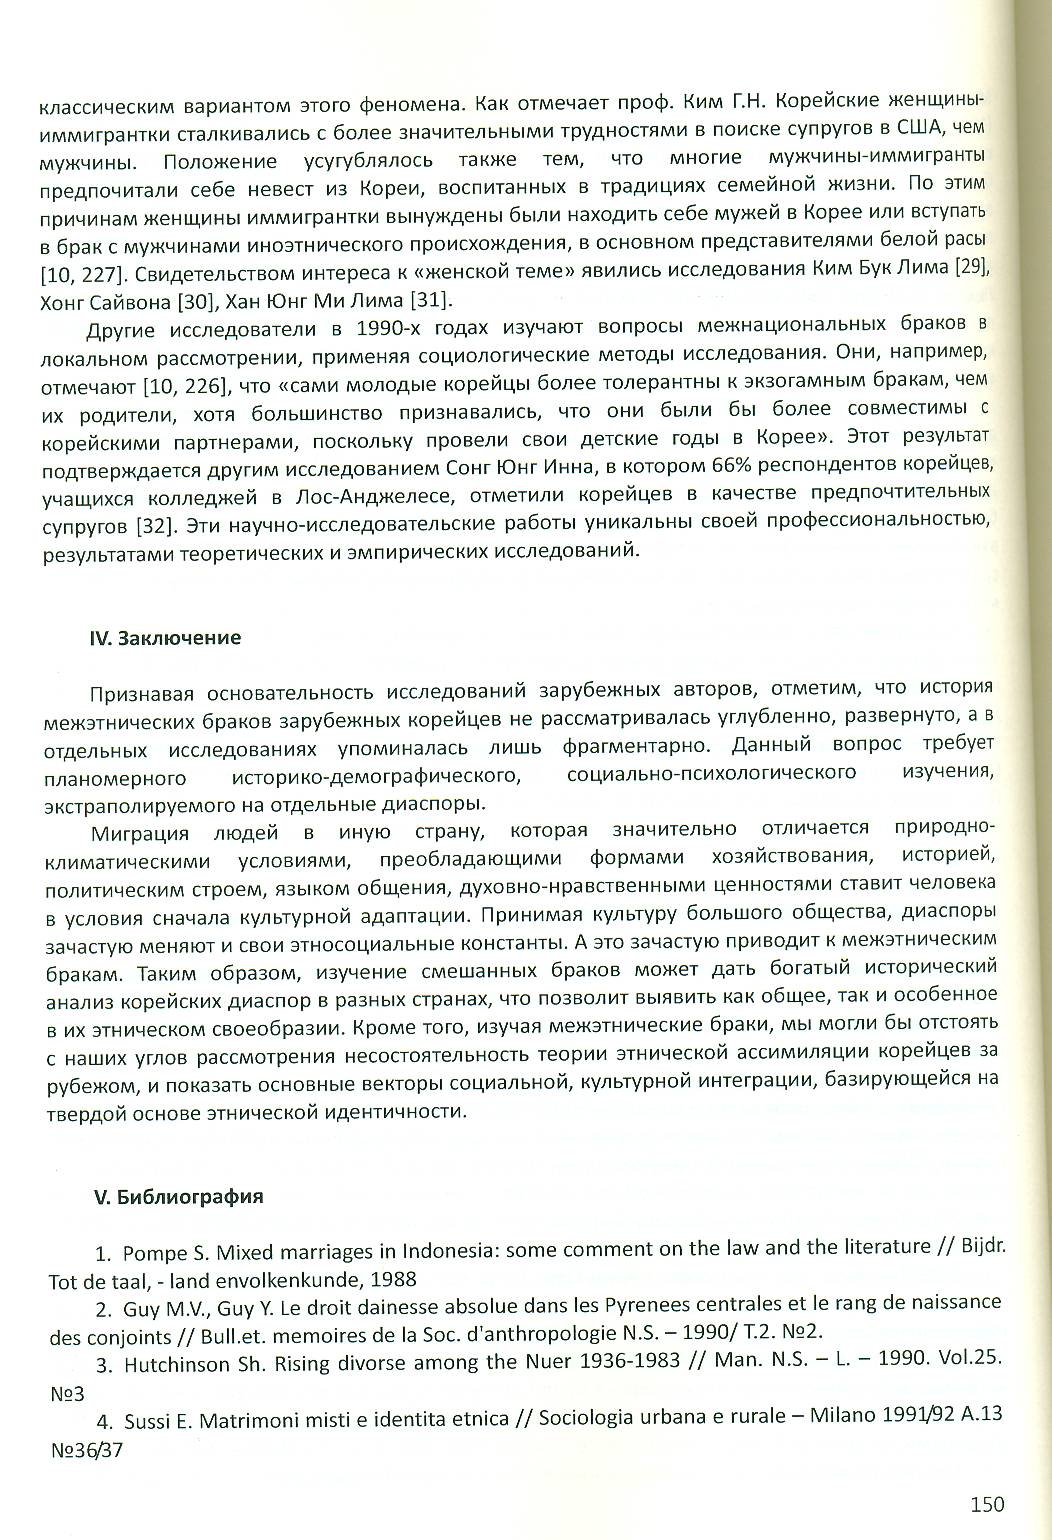 классическим вариантом этого феномена. Как отмечает проф. Ким Г.Н. Корейские женщины-
иммигрантки сталкивались с более значительными трудностями в поиске супругов в США, чем
мужчины. Положение усугублялось также тем, что многие мужчины-иммигранты
предпочитали себе невест из Кореи, воспитанных в традициях семейной жизни. По этим
причинам женщины иммигрантки вынуждены были находить себе мужей в Корее или вступать
в брак с мужчинами иноэтнического происхождения, в основном представителями белой расы
[10, 227]. Свидетельством интереса к «женской теме» явились исследования Ким Бук Лима [29],
Хонг Сайвона [30], Хан Юнг Ми Лима [31].
Другие исследователи в 1990-х годах изучают вопросы межнациональных браков в
локальном рассмотрении, применяя социологические методы исследования. Они, например,
отмечают [10, 226], что «сами молодые корейцы более толерантны к экзогамным бракам, чем
их родители, хотя большинство признавались, что они были бы более совместимы с
корейскими партнерами, поскольку провели свои детские годы в Корее». Этот результат
подтверждается другим исследованием Сонг Юнг Инна, в котором 66% респондентов корейцев,
учащихся колледжей в Лос-Анджелесе, отметили корейцев в качестве предпочтительных
супругов [32]. Эти научно-исследовательские работы уникальны своей профессиональностью,
результатами теоретических и эмпирических исследований.
IV. Заключение
Признавая основательность исследований зарубежных авторов, отметим, что история
межэтнических браков зарубежных корейцев не рассматривалась углубленно, развернуто, а в
отдельных исследованиях упоминалась лишь фрагментарно. Данный вопрос требует
планомерного историко-демографического, социально-психологического изучения,
экстраполируемого на отдельные диаспоры.
Миграция людей в иную страну, которая значительно отличается природно-
климатическими условиями, преобладающими формами хозяйствования, историей,
политическим строем, языком общения, духовно-нравственными ценностями ставит человека
в условия сначала культурной адаптации. Принимая культуру большого общества, диаспоры
зачастую меняют и свои этносоциальные константы. А это зачастую приводит к межэтническим
бракам. Таким образом, изучение смешанных браков может дать богатый исторический
анализ корейских диаспор в разных странах, что позволит выявить как общее, так и особенное
в их этническом своеобразии. Кроме того, изучая межэтнические браки, мы могли бы отстоять
с наших углов рассмотрения несостоятельность теории этнической ассимиляции корейцев за
рубежом, и показать основные векторы социальной, культурной интеграции, базирующейся на
твердой основе этнической идентичности.
V. Библиография
1. Pompe S. Mixed marriages in Indonesia: some comment on the law and the literature // Bijdr.
Tot de taal, - land envolkenkunde, 1988
2. Guy M.V., Guy Y. Le droit dainesse absolue dans les Pyrenees centrales et le rang de naissance
des conjoints // Bull.et. memoires de la Soc. d'anthropologie N.S. – 1990/ T.2. №2.
3. Hutchinson Sh. Rising divorse among the Nuer 1936-1983 // Man. N.S. – L. – 1990. Vol.25.
№3
4. Sussi E. Matrimoni misti e identita etnica // Sociologia urbana e rurale – Milano 1991/92 A.13
№36/37
150